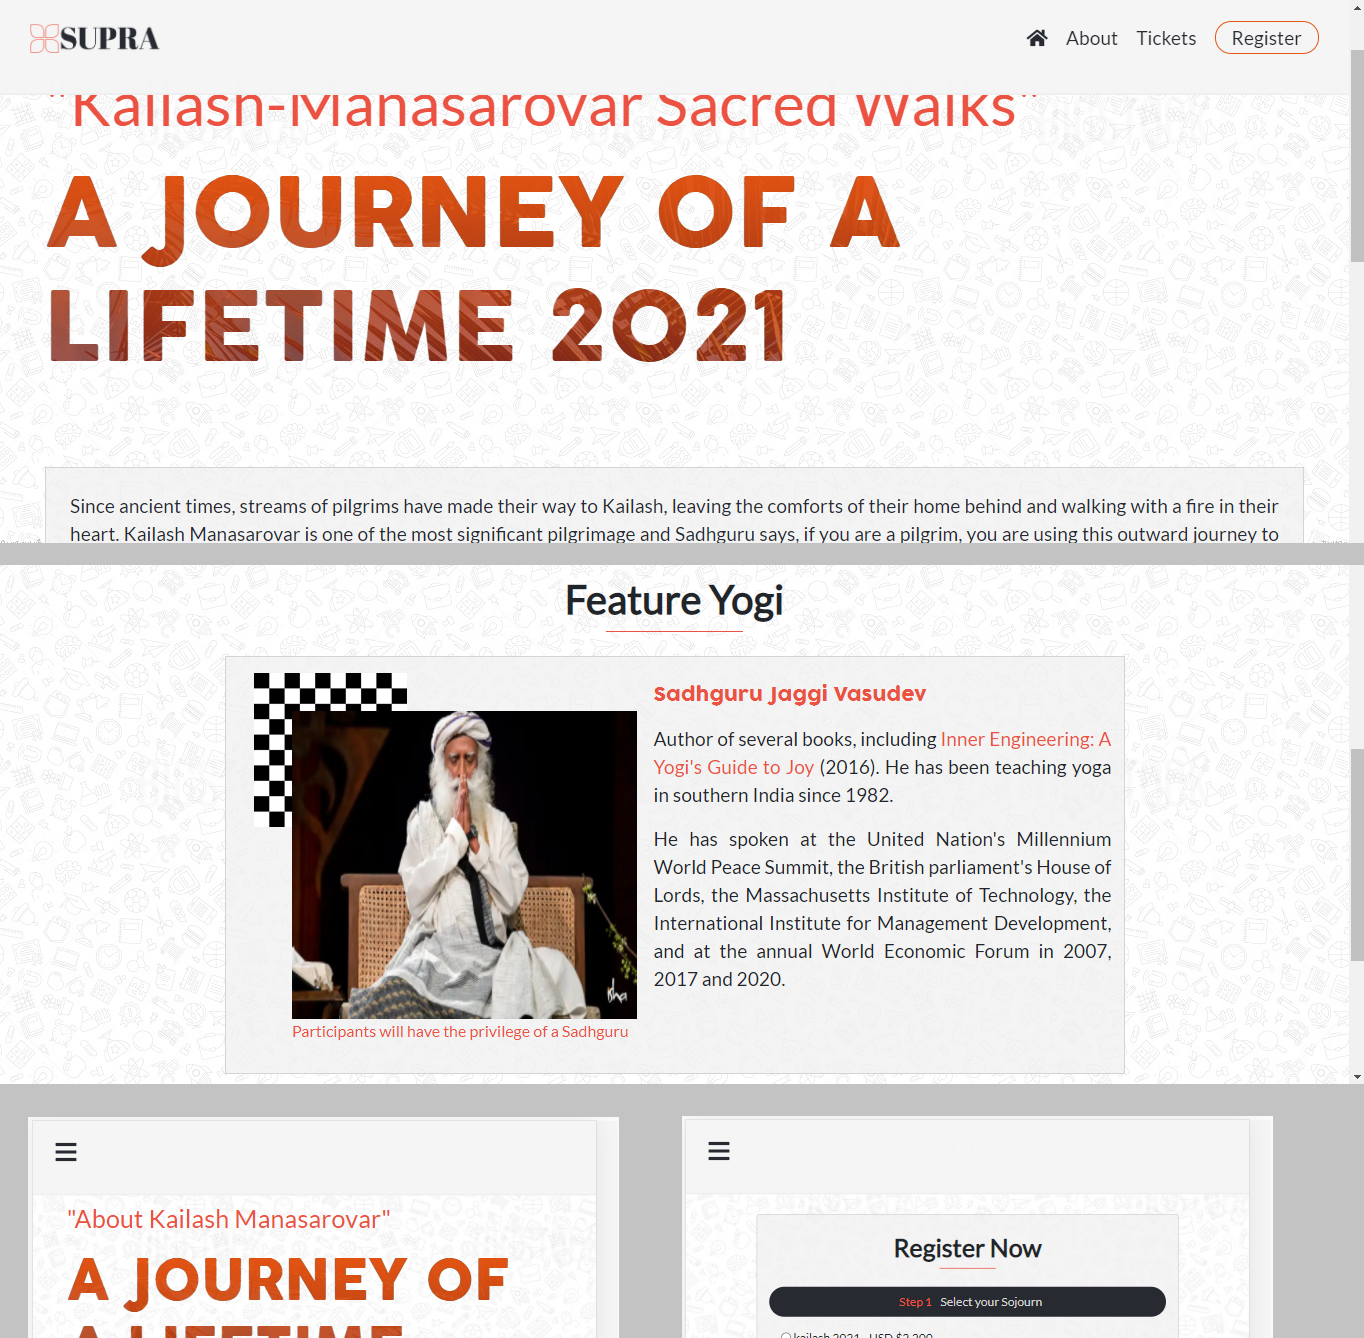 SUPRA
About Tickets Register
"Kailash-Manasarovar Sacred Walks"
A JOURNEY OF A
LIFETIME 2021
Since ancient times, streams of pilgrims have made their way to Kailash, leaving the comforts of their home behind and walking with a fire in their
heart. Kailash Manasarovar is one of the most significant pilgrimage and Sadhguru says, if you are a pilgrim, you are using this outward journey to
Feature Yogi
Sadhguru Jaggi Vasudev
Author of several books, including Inner Engineering: A
Yogi's Guide to Joy (2016). He has been teaching yoga
in southern India since 1982.
He has spoken at the United Nation's Millennium
World Peace Summit, the British parliament's House of
Lords, the Massachusetts Institute of Technology, the
International Institute for Management Development,
and at the annual World Economic Forum in 2007,
2017 and 2020.
isha
Participants will have the privilege of a Sadhguru
"About Kailash Manasarovar"
A JOURNEY OF
A LIFETIME
Register Now
Step 1 Select your Sojourn
kailash 2021 - USD $2,200